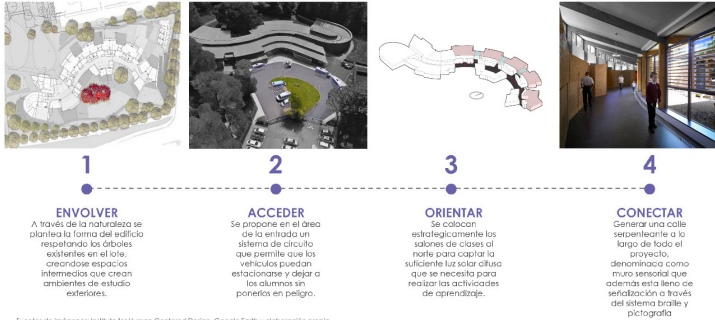 1
ENVOLVER
A través de la naturaleza se
plantea la forma del edificio
respetando los árboles
existentes en el lote,
creandose espacios
intermedios que crean
ambientes de estudio
exteriores.
2
ACCEDER
Se propone en el área
de la entrada un
sistema de circuito
que permite que los
vehículos puedan
estacionarse y dejar a
los alumnos sin
ponerlos en peligro.
3
ORIENTAR
Se colocan
estrategicamente los
salones de clases al
norte para captar la
suficiente luz solar difusa
que se necesita para
realizar las actividades
de aprendizaje.
4
CONECTAR
Generar una calle
serpenteante a lo
largo de todo el
proyecto,
denominada como
muro sensorial que
además esta lleno de
señalización a través
del sistema braille y
pictografía